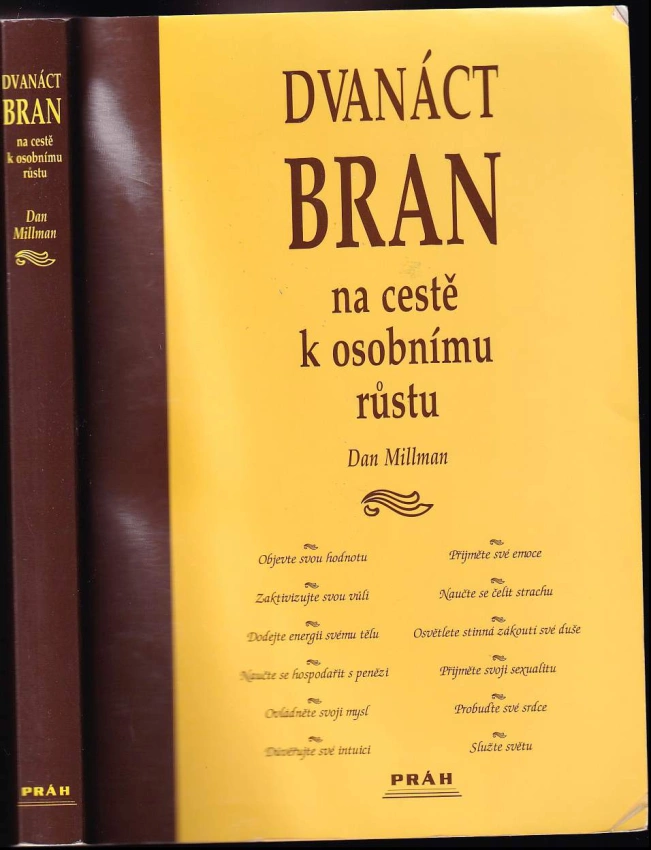 DVANÁCT
BRAN
na cestě
k osobnímu
růstu
Dan
Millman
PRÁH
DVANÁCT
BRAN
na cestě
k osobnímu
růstu
Dan Millman
Objevte svou hodnotu
Zaktivizujte svou vůli
Dodejte energii svému tělu
Naučte se hospodařit s penězi
Ovládněte svoji mysl
Důvěřujte své intuici
Přijměte své emoce
Naučte se čelit strachu
Osvětlete stinná zákoutí své duše
Přijměte svoji sexualitu
Probuďte své srdce
Služte světu
PRÁH